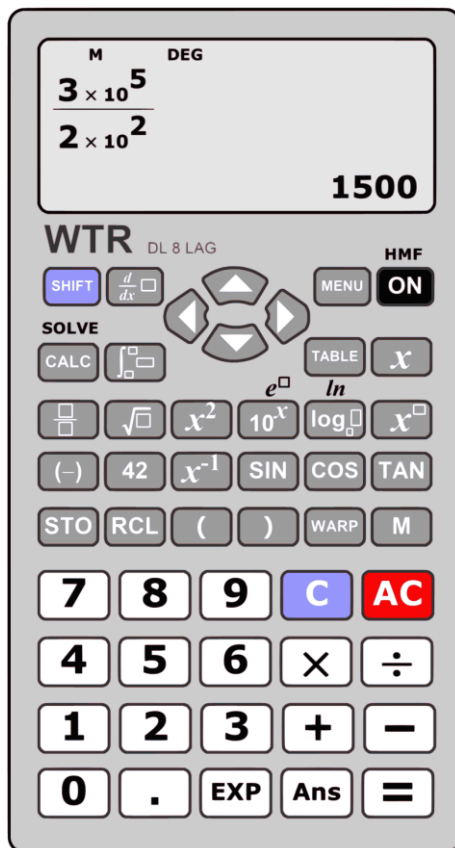 M DEG
3 × 10^5
2 × 10^2
1500
WTR DL 8 LAG
HMF
SHIFT d/dx □ MENU ON
SOLVE
CALC ∫□□□ TABLE x
e□ ln
□/□ √□ x² 10ˣ log□□ x□
(−) 42 x⁻¹ SIN COS TAN
STO RCL ( ) WARP M
7 8 9 C AC
4 5 6 × ÷
1 2 3 + −
0 . EXP Ans =